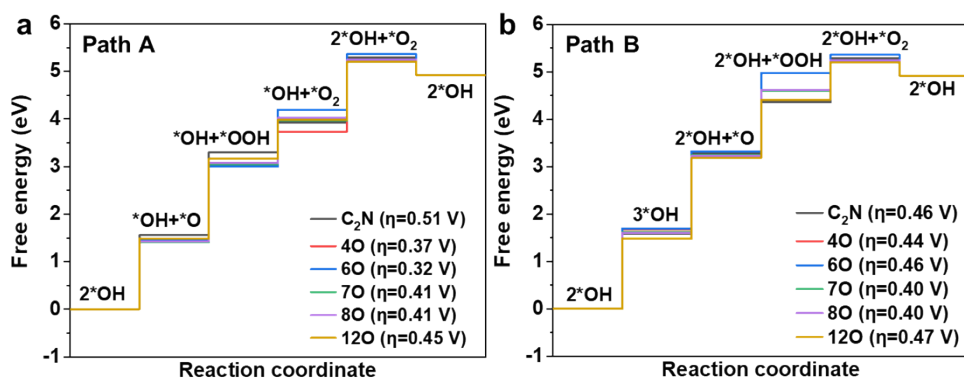 a
Path A
Free energy (eV)
6
5
4
3
2
1
0
-1
2*OH
*OH+*O
*OH+*OOH
*OH+*O₂
2*OH+*O₂
2*OH
C₂N (η=0.51 V)
4O (η=0.37 V)
6O (η=0.32 V)
7O (η=0.41 V)
8O (η=0.41 V)
12O (η=0.45 V)
Reaction coordinate
b
Path B
Free energy (eV)
6
5
4
3
2
1
0
-1
2*OH
3*OH
2*OH+*O
2*OH+*OOH
2*OH+*O₂
2*OH
C₂N (η=0.46 V)
4O (η=0.44 V)
6O (η=0.46 V)
7O (η=0.40 V)
8O (η=0.40 V)
12O (η=0.47 V)
Reaction coordinate